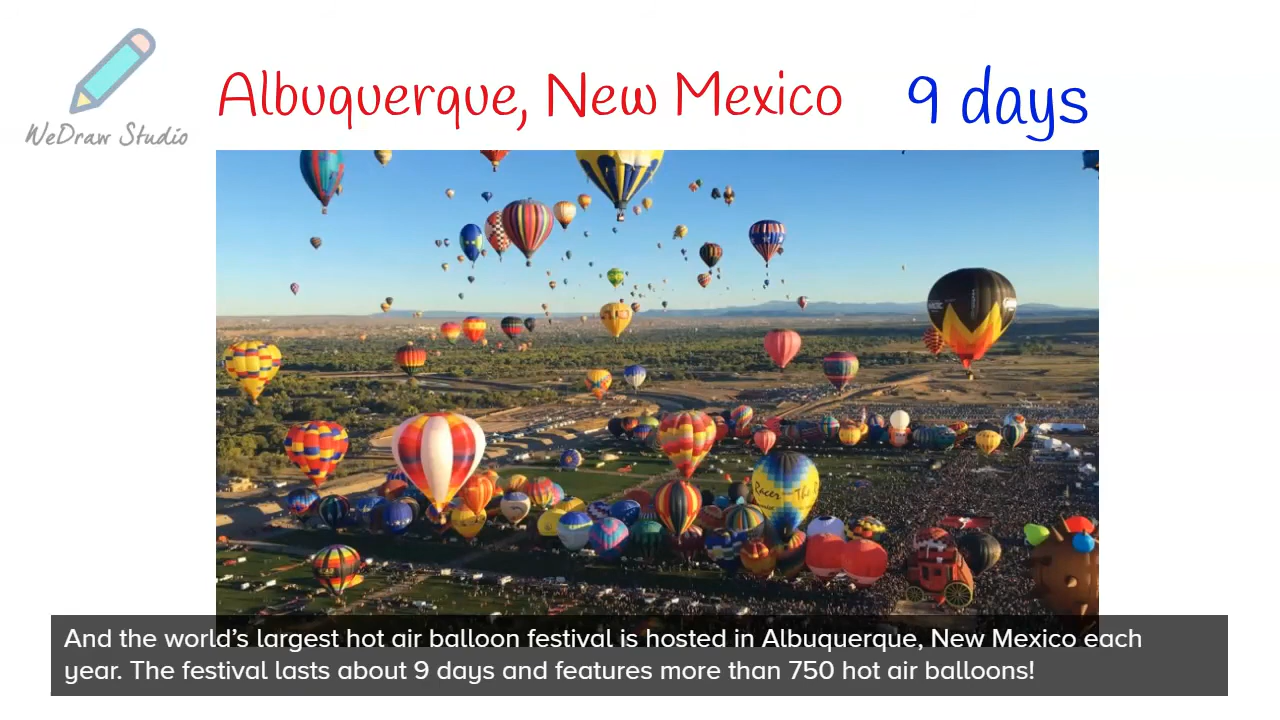 WeDraw Studio
Albuquerque, New Mexico 9 days
Racer
And the world's largest hot air balloon festival is hosted in Albuquerque, New Mexico each
year. The festival lasts about 9 days and features more than 750 hot air balloons!